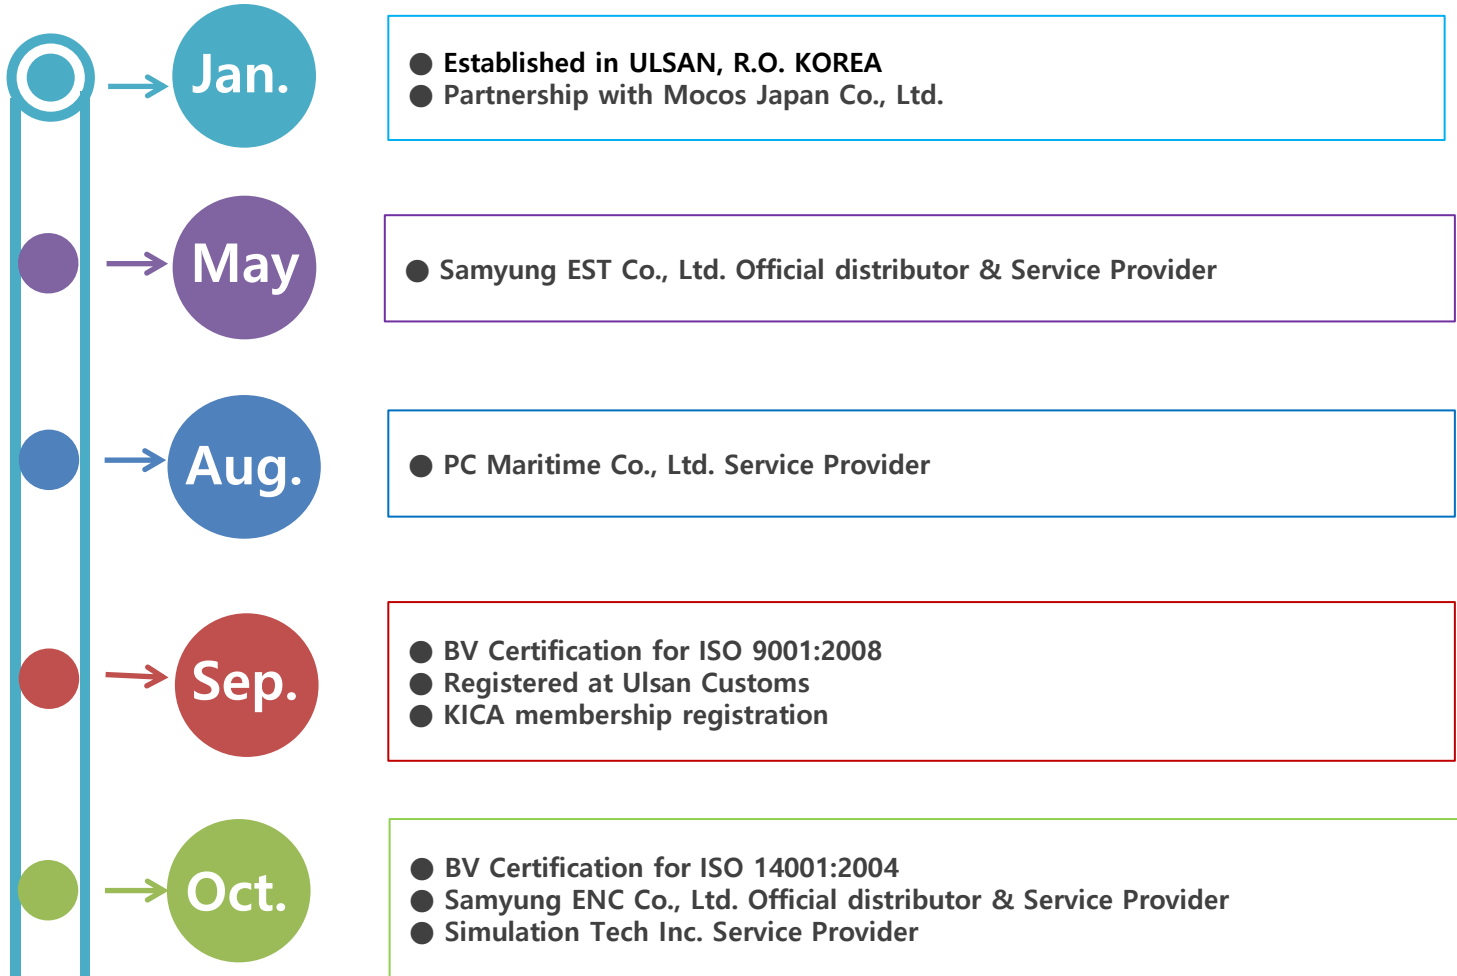 Jan.
● Established in ULSAN, R.O. KOREA
● Partnership with Mocos Japan Co., Ltd.
May
● Samyung EST Co., Ltd. Official distributor & Service Provider
Aug.
● PC Maritime Co., Ltd. Service Provider
Sep.
● BV Certification for ISO 9001:2008
● Registered at Ulsan Customs
● KICA membership registration
Oct.
● BV Certification for ISO 14001:2004
● Samyung ENC Co., Ltd. Official distributor & Service Provider
● Simulation Tech Inc. Service Provider